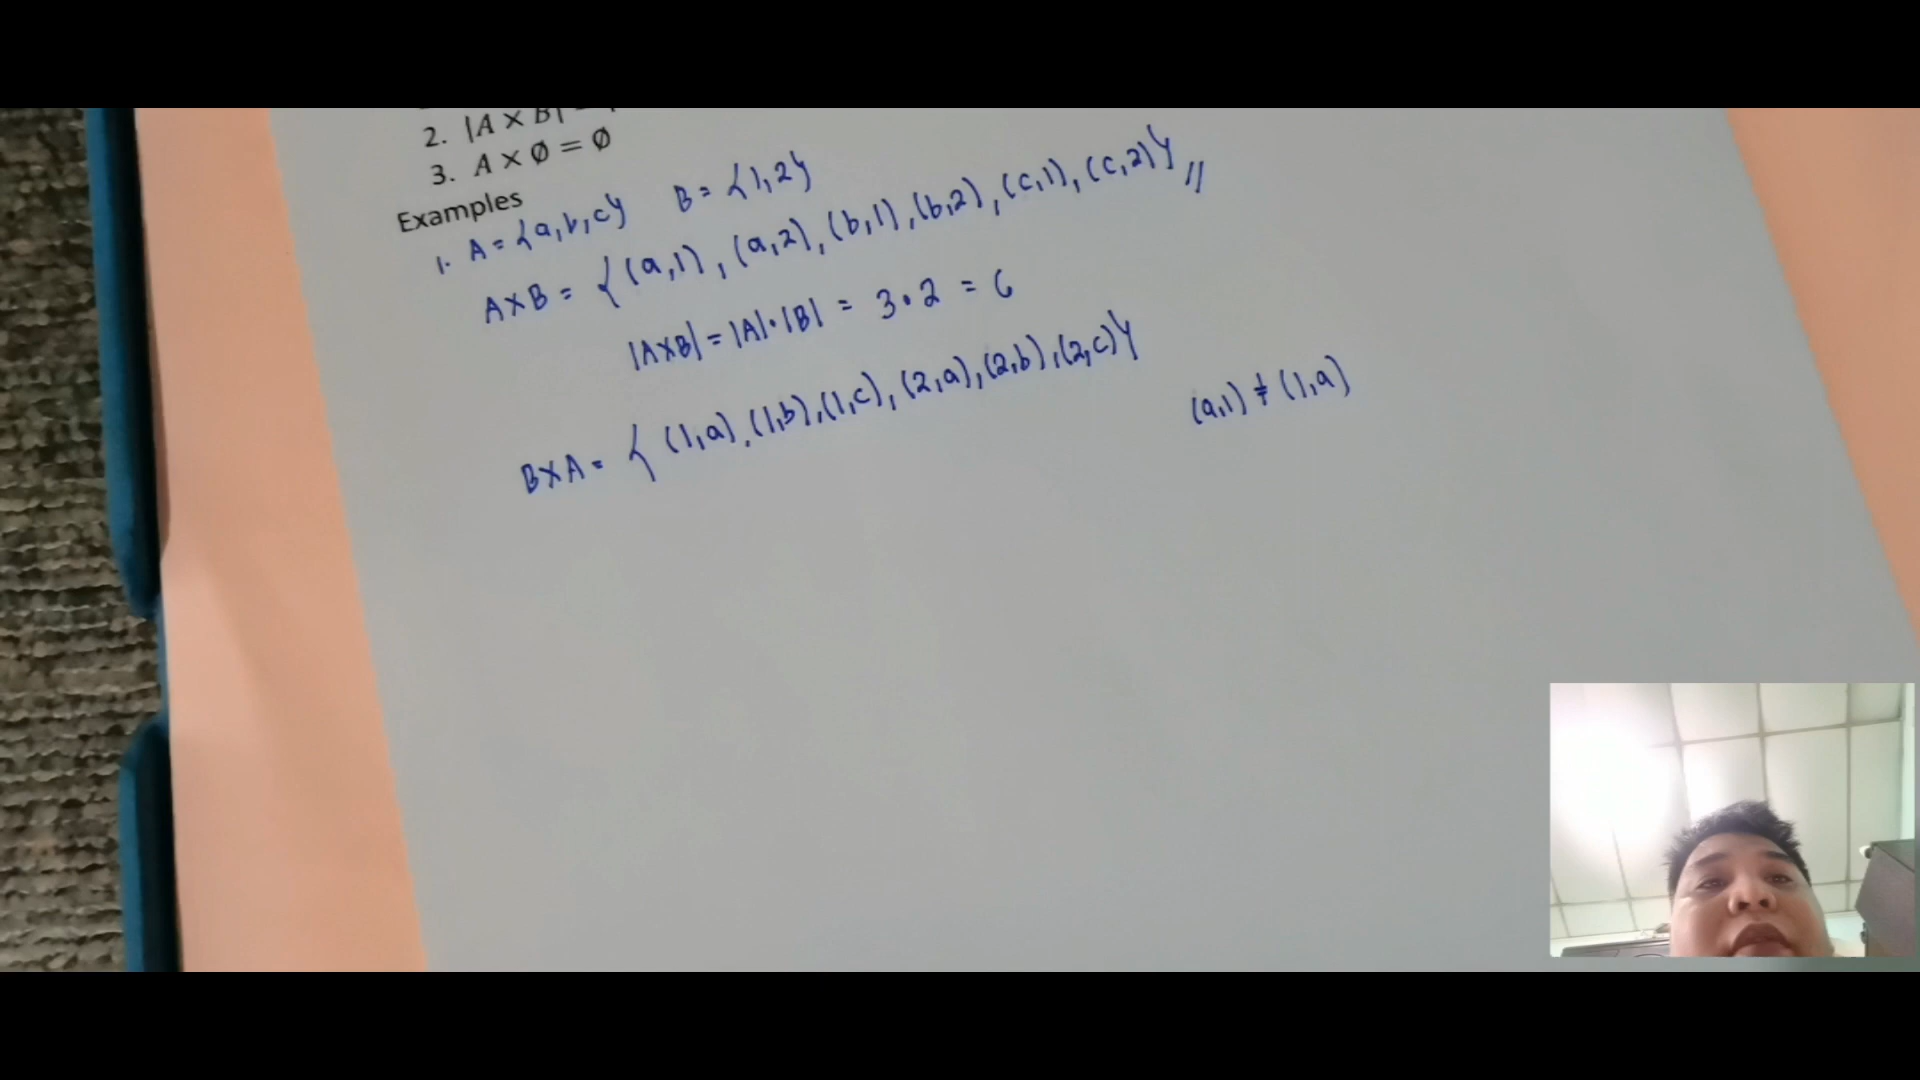 2. |A × B| =
3. A × ∅ = ∅
Examples
1. A = {a, b, c} B = {1, 2}
A×B = {(a,1), (a,2), (b,1), (b,2), (c,1), (c,2)} //
|A×B| = |A|·|B| = 3·2 = 6
B×A = {(1,a), (1,b), (1,c), (2,a), (2,b), (2,c)}
(a,1) ≠ (1,a)